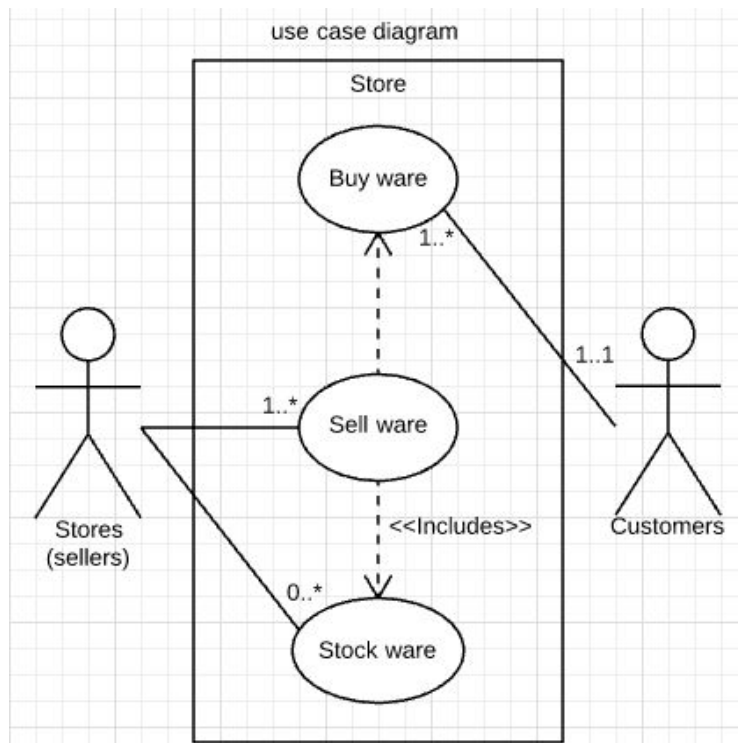 use case diagram
Store
Buy ware
1..*
1..1
1..*
Sell ware
<<Includes>>
Stores
(sellers)
Customers
0..*
Stock ware